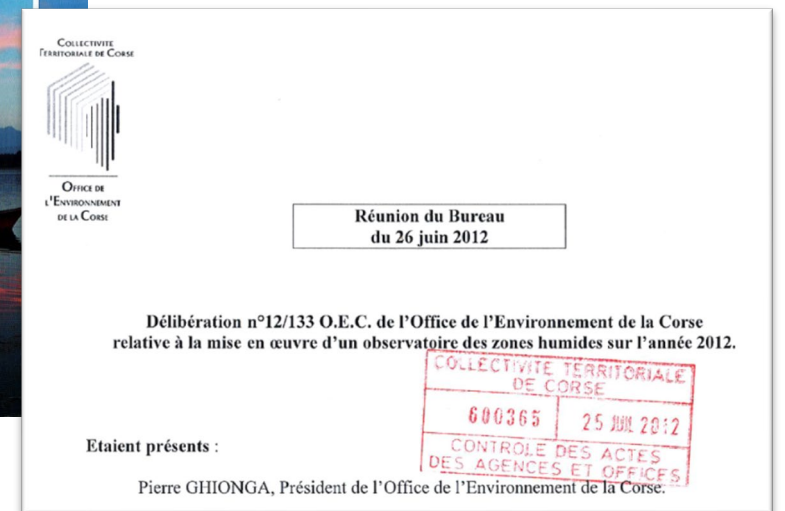 COLLECTIVITE
TERRITORIALE DE CORSE
OFFICE DE
L'ENVIRONNEMENT
DE LA CORSE
Réunion du Bureau
du 26 juin 2012
Délibération n°12/133 O.E.C. de l'Office de l'Environnement de la Corse
relative à la mise en œuvre d'un observatoire des zones humides sur l'année 2012.
COLLECTIVITE TERRITORIALE
DE CORSE
600365
25 JUIL 2012
CONTROLE DES ACTES
DES AGENCES ET OFFICES
Etaient présents :
Pierre GHIONGA, Président de l'Office de l'Environnement de la Corse.